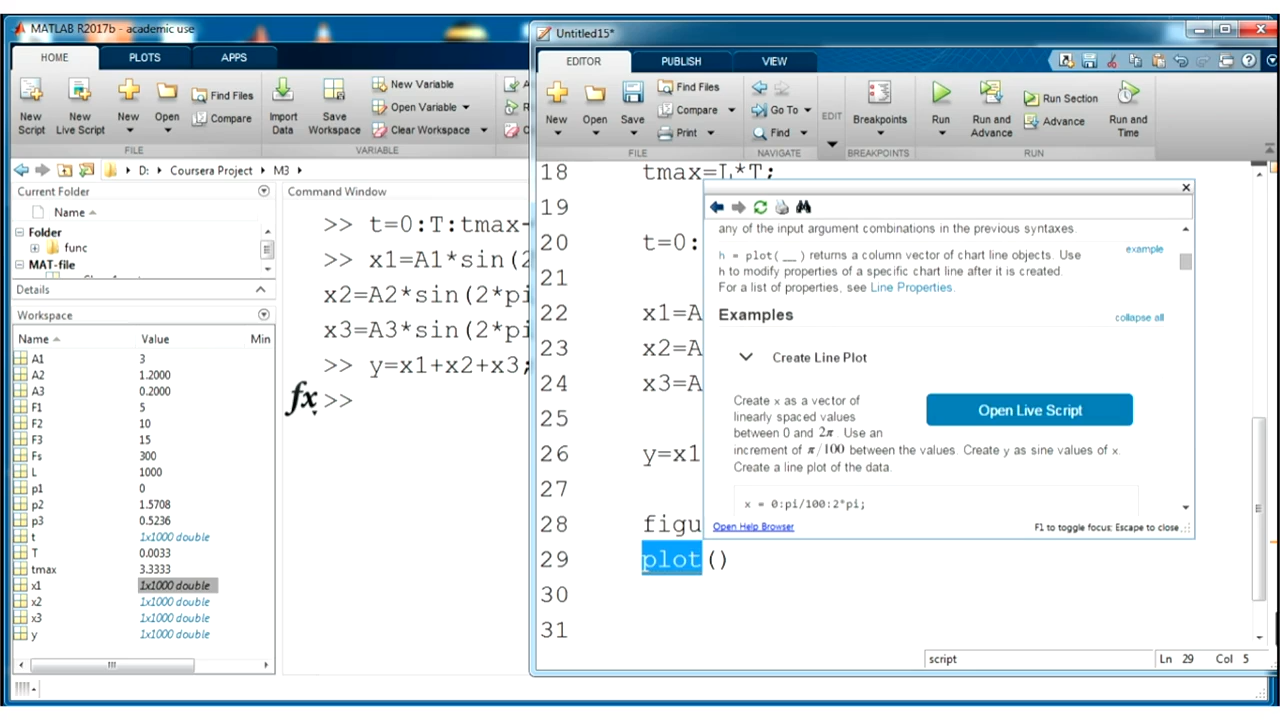 MATLAB R2017b - academic use
HOME PLOTS APPS
New Script
New Live Script
New
Open
Find Files
Compare
Import Data
Save Workspace
New Variable
Open Variable
Clear Workspace
FILE VARIABLE
D: Coursera Project M3
Current Folder
Name
Folder
func
MAT-file
Details
Workspace
Name Value Min
A1 3
A2 1.2000
A3 0.2000
F1 5
F2 10
F3 15
Fs 300
L 1000
p1 0
p2 1.5708
p3 0.5236
t 1x1000 double
T 0.0033
tmax 3.3333
x1 1x1000 double
x2 1x1000 double
x3 1x1000 double
y 1x1000 double
Command Window
>> t=0:T:tmax-
>> x1=A1*sin(2
x2=A2*sin(2*pi
x3=A3*sin(2*pi
>> y=x1+x2+x3;
fx >>
Untitled15*
EDITOR PUBLISH VIEW
New
Open
Save
Find Files
Compare
Print
Go To
Find
EDIT
Breakpoints
Run
Run and Advance
Run Section
Advance
Run and Time
FILE NAVIGATE BREAKPOINTS RUN
18 tmax=L*T;
19
20 t=0:
21
22 x1=A
23 x2=A
24 x3=A
25
26 y=x1
27
28 figu
29 plot()
30
31
any of the input argument combinations in the previous syntaxes.
example
h = plot(__) returns a column vector of chart line objects. Use
h to modify properties of a specific chart line after it is created.
For a list of properties, see Line Properties.
Examples
collapse all
Create Line Plot
Create x as a vector of
linearly spaced values
between 0 and 2π. Use an
increment of π/100 between the values. Create y as sine values of x.
Create a line plot of the data.
Open Live Script
x = 0:pi/100:2*pi;
Open Help Browser
F1 to toggle focus; Escape to close
script
Ln 29 Col 5